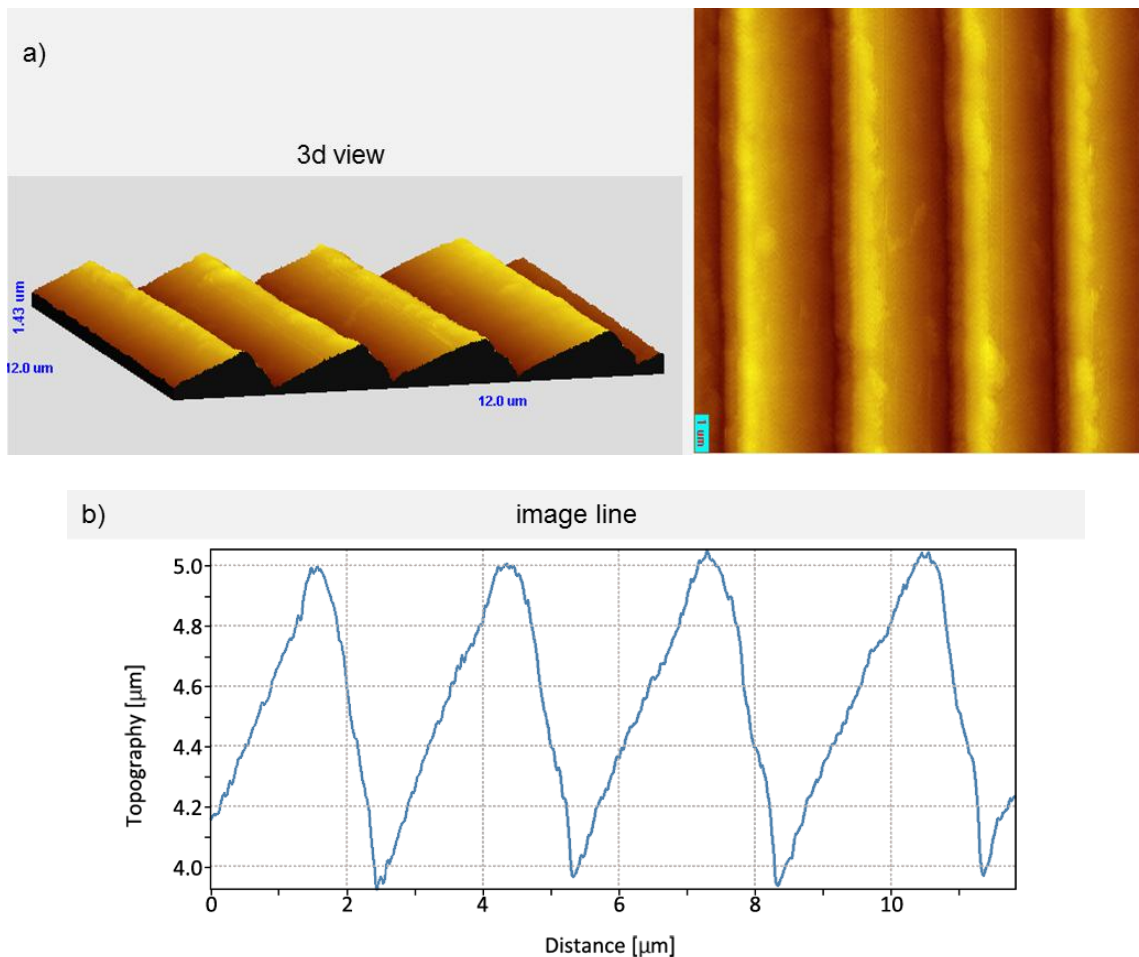 a)
3d view
1.43 um
12.0 um
12.0 um
1 um
b)
image line
Topography [μm]
5.0
4.8
4.6
4.4
4.2
4.0
0
2
4
6
8
10
Distance [μm]